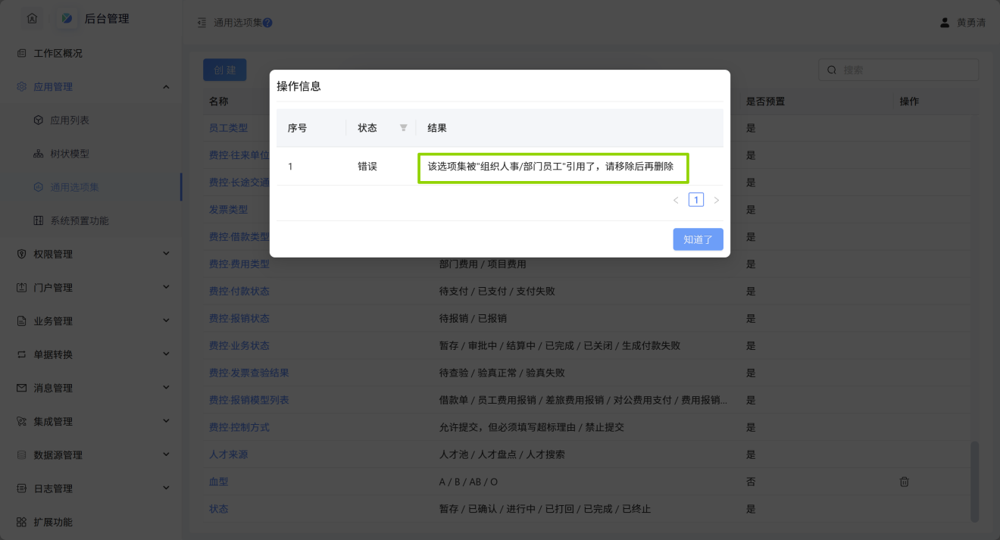 后台管理
通用选项集
黄勇清
工作区概况
应用管理
应用列表
树状模型
通用选项集
系统预置功能
权限管理
门户管理
业务管理
单据转换
消息管理
集成管理
数据源管理
日志管理
扩展功能
创 建
搜索
操作信息
序号 状态 结果
1 错误 该选项集被"组织人事/部门员工"引用了，请移除后再删除
< 1 >
知道了
名称 是否预置 操作
员工类型 是
费控-往来单位 是
费控-长途交通 是
发票类型 是
费控-借款类型 是
费控-费用类型 部门费用 / 项目费用 是
费控-付款状态 待支付 / 已支付 / 支付失败 是
费控-报销状态 待报销 / 已报销 是
费控-业务状态 暂存 / 审批中 / 结算中 / 已完成 / 已关闭 / 生成付款失败 是
费控-发票查验结果 待查验 / 验真正常 / 验真失败 是
费控-报销模型列表 借款单 / 员工费用报销 / 差旅费用报销 / 对公费用支付 / 费用报销... 是
费控-控制方式 允许提交，但必须填写超标理由 / 禁止提交 是
人才来源 人才池 / 人才盘点 / 人才搜索 是
血型 A / B / AB / O 否
状态 暂存 / 已确认 / 进行中 / 已打回 / 已完成 / 已终止 是